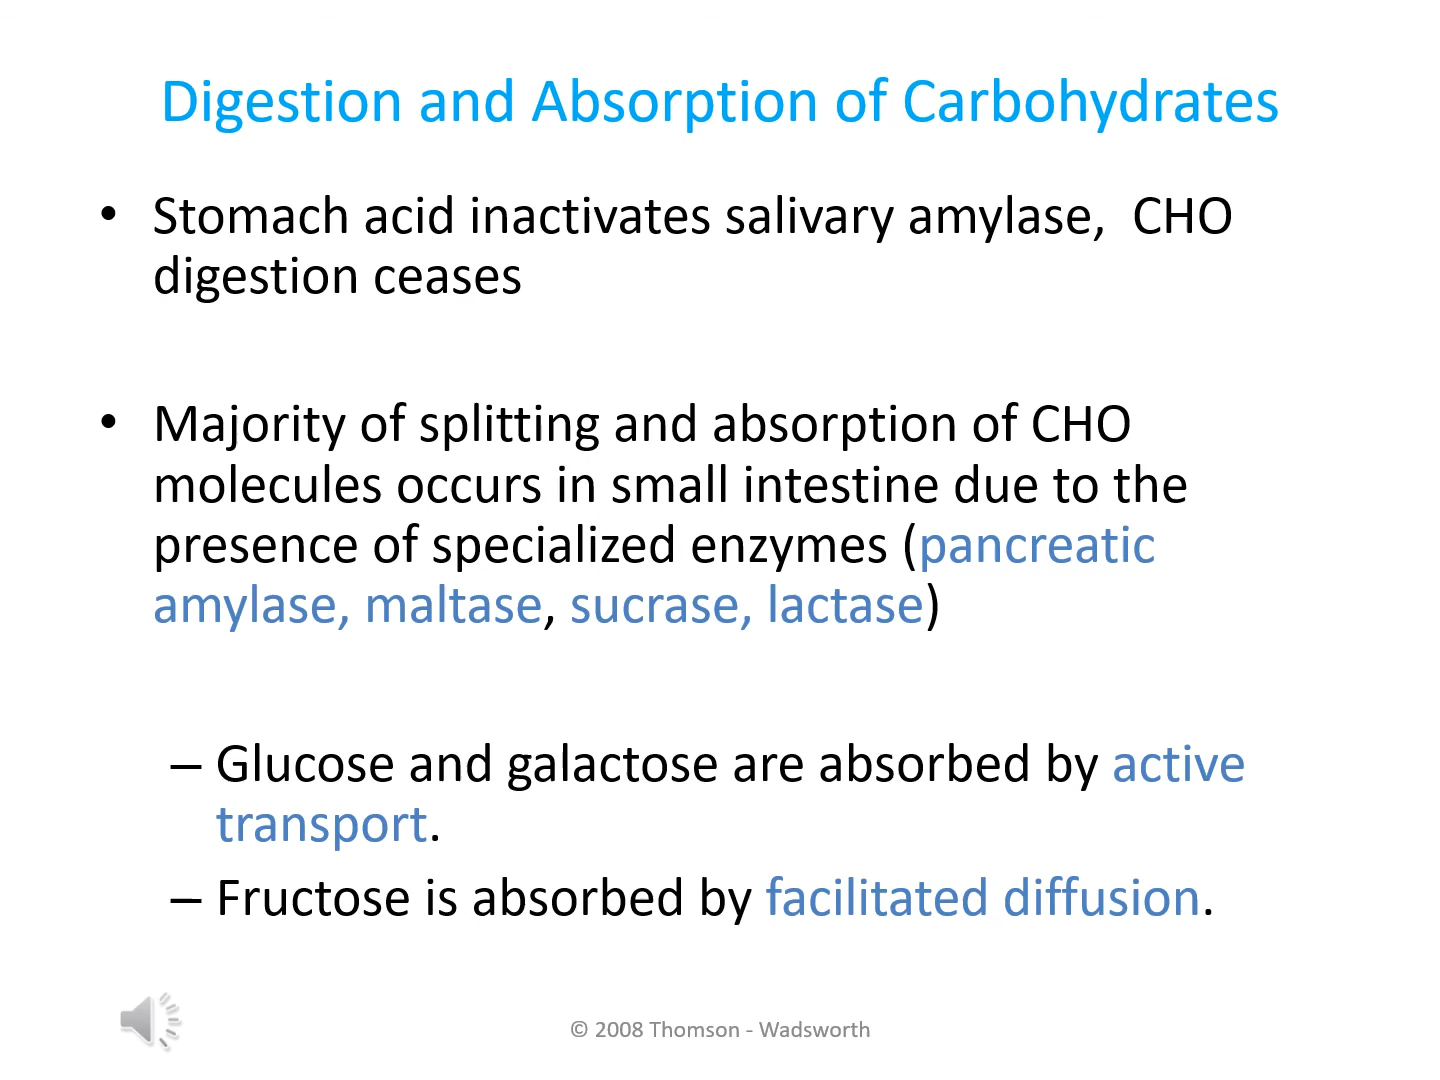 Digestion and Absorption of Carbohydrates
• Stomach acid inactivates salivary amylase,  CHO
digestion ceases
• Majority of splitting and absorption of CHO
molecules occurs in small intestine due to the
presence of specialized enzymes (pancreatic
amylase, maltase, sucrase, lactase)
– Glucose and galactose are absorbed by active
transport.
– Fructose is absorbed by facilitated diffusion.
© 2008 Thomson - Wadsworth